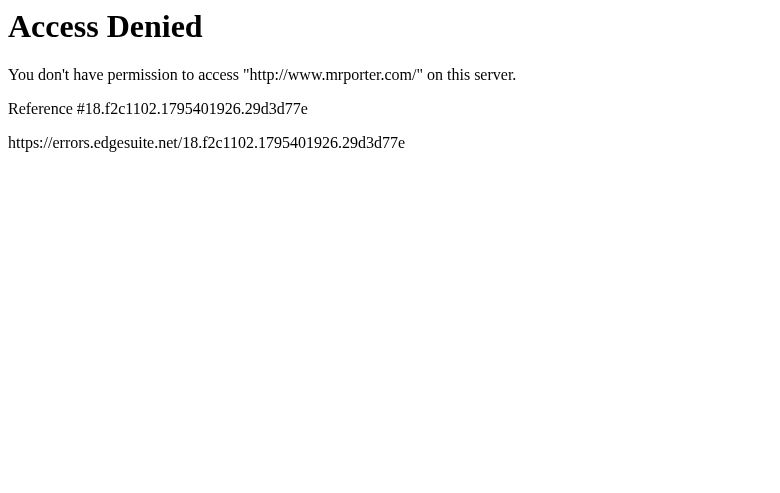 Access Denied
You don't have permission to access "http://www.mrporter.com/" on this server.
Reference #18.f2c1102.1795401926.29d3d77e
https://errors.edgesuite.net/18.f2c1102.1795401926.29d3d77e